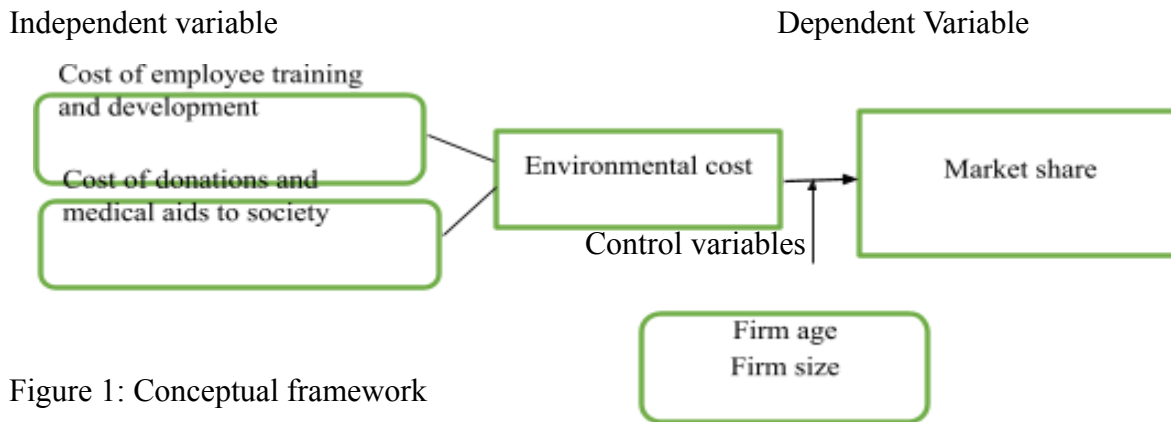 Independent variable
Dependent Variable
Cost of employee training
and development
Cost of donations and
medical aids to society
Environmental cost
Market share
Control variables
Firm age
Firm size
Figure 1: Conceptual framework